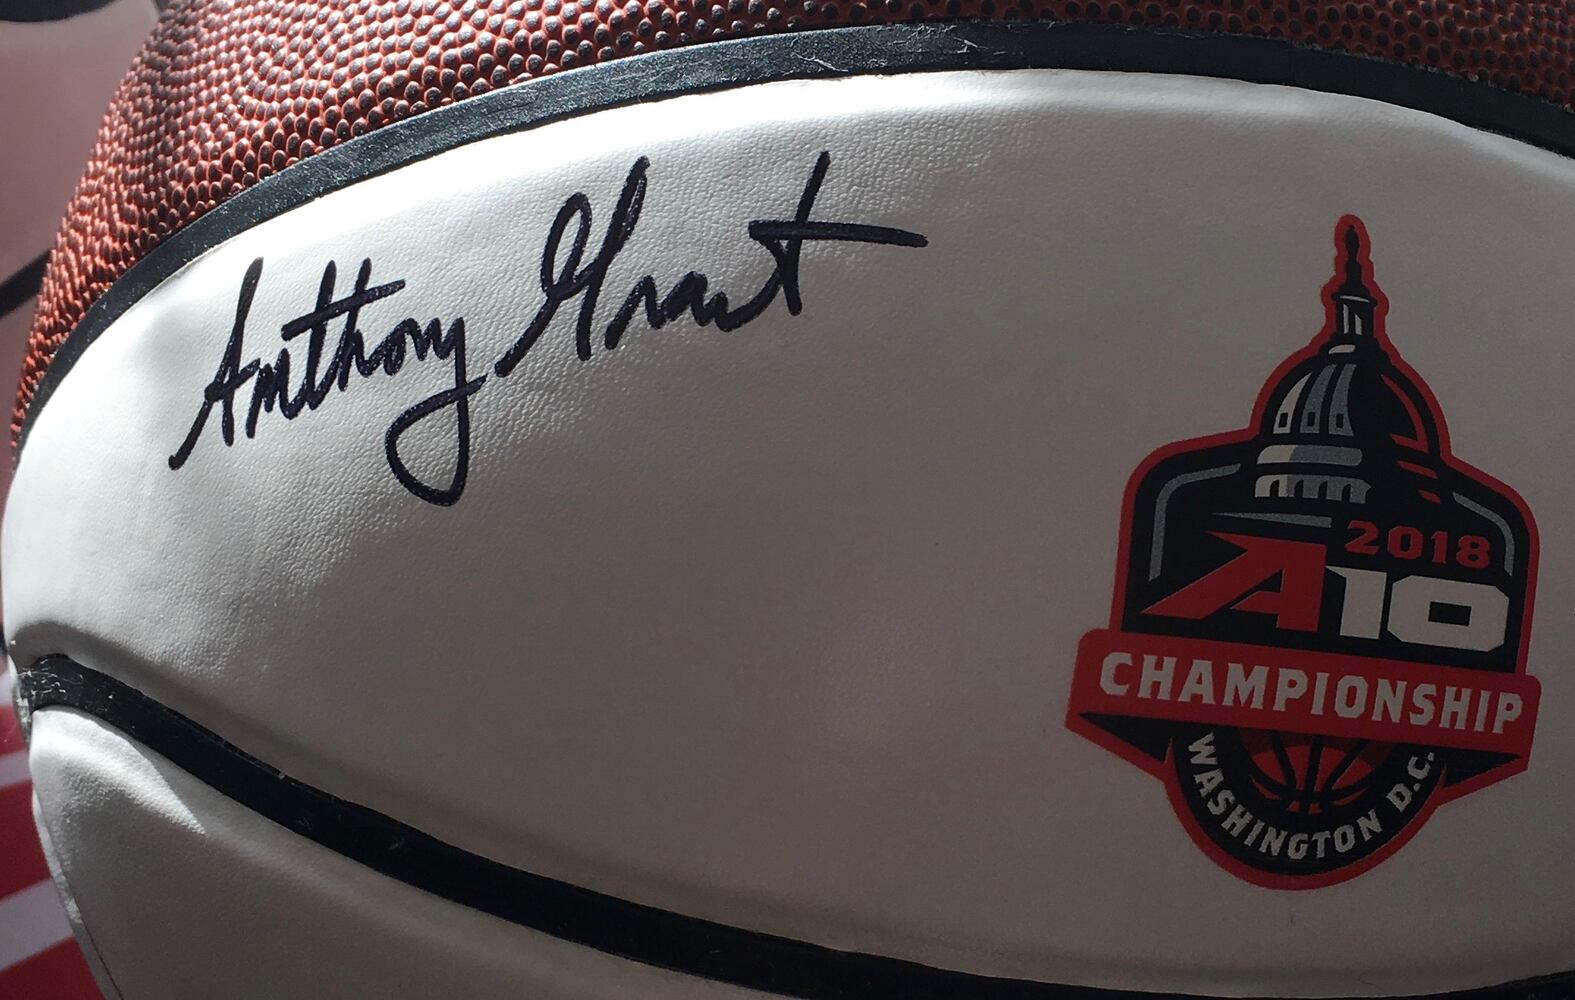 Anthony Grant
2018
A10
CHAMPIONSHIP
WASHINGTON D.C.